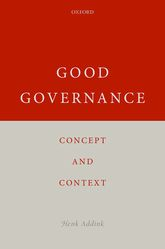 OXFORD
GOOD
GOVERNANCE
CONCEPT
AND
CONTEXT
Henk Addink